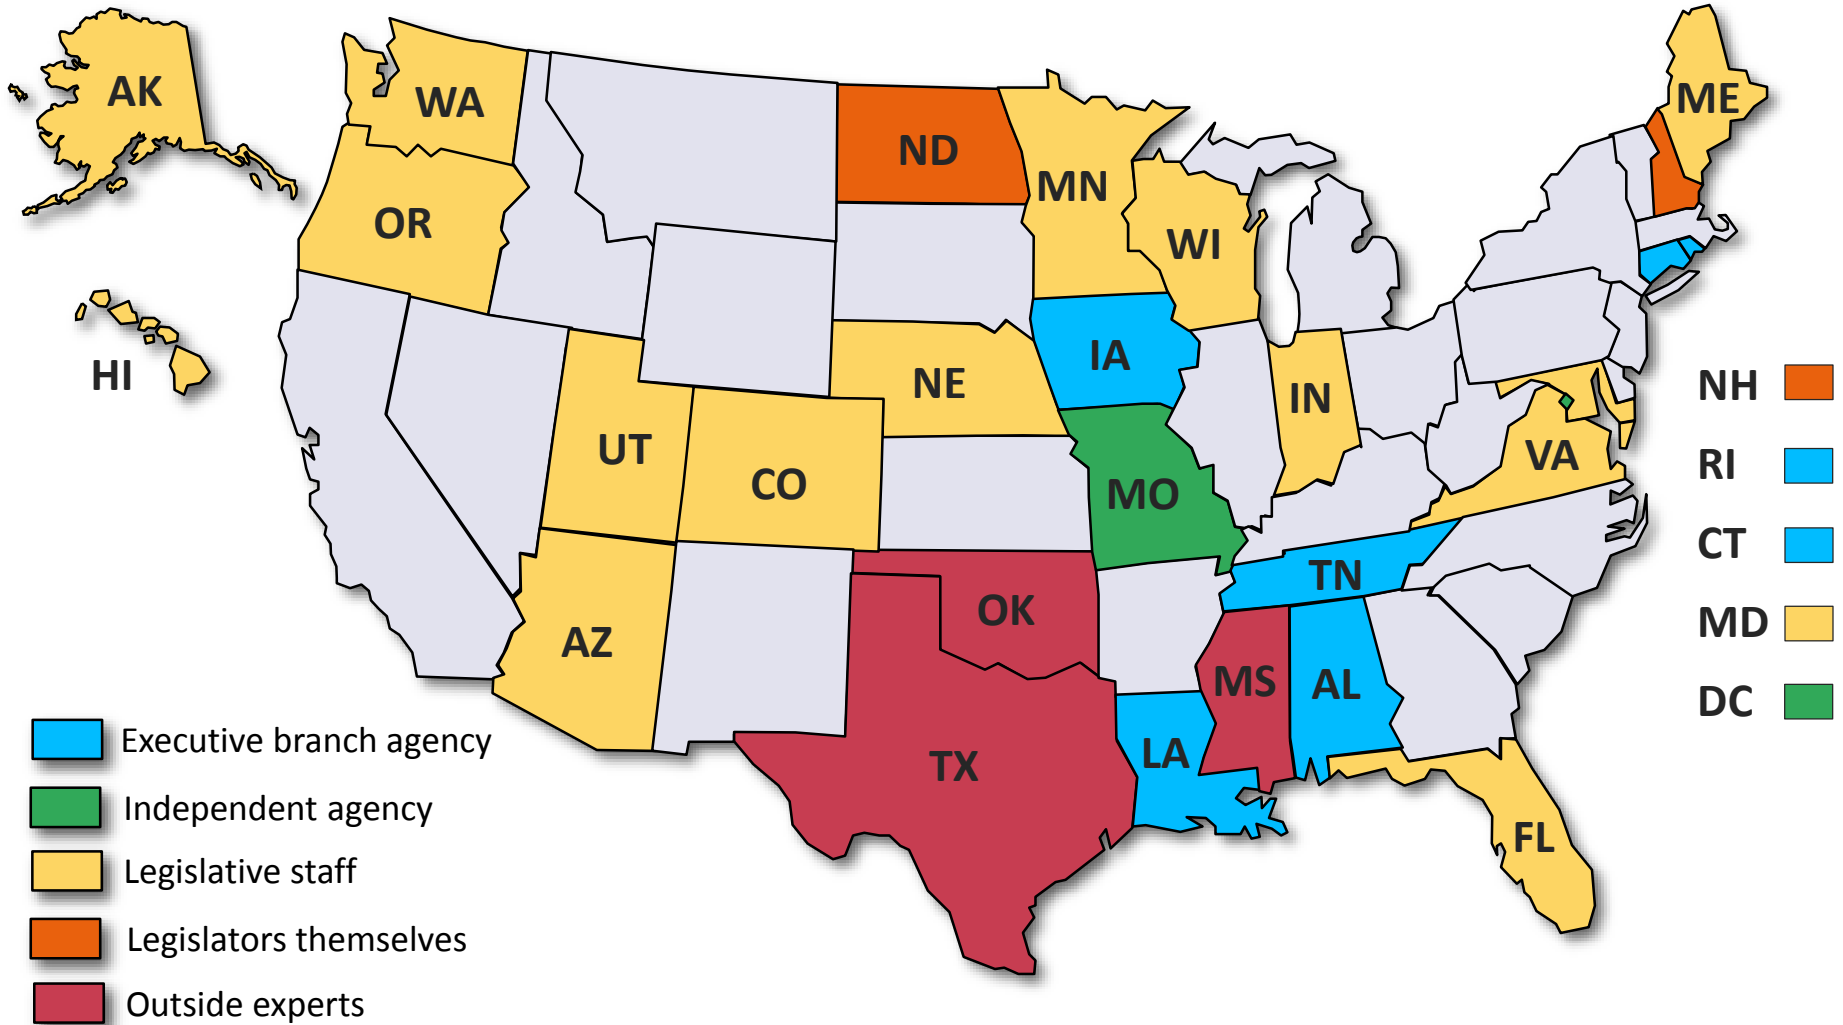 AK
WA
ME
ND
MN
OR
WI
HI
IA
NE
NH
IN
UT
VA
RI
CO
MO
CT
TN
OK
MD
AZ
MS
AL
DC
Executive branch agency
LA
TX
Independent agency
FL
Legislative staff
Legislators themselves
Outside experts